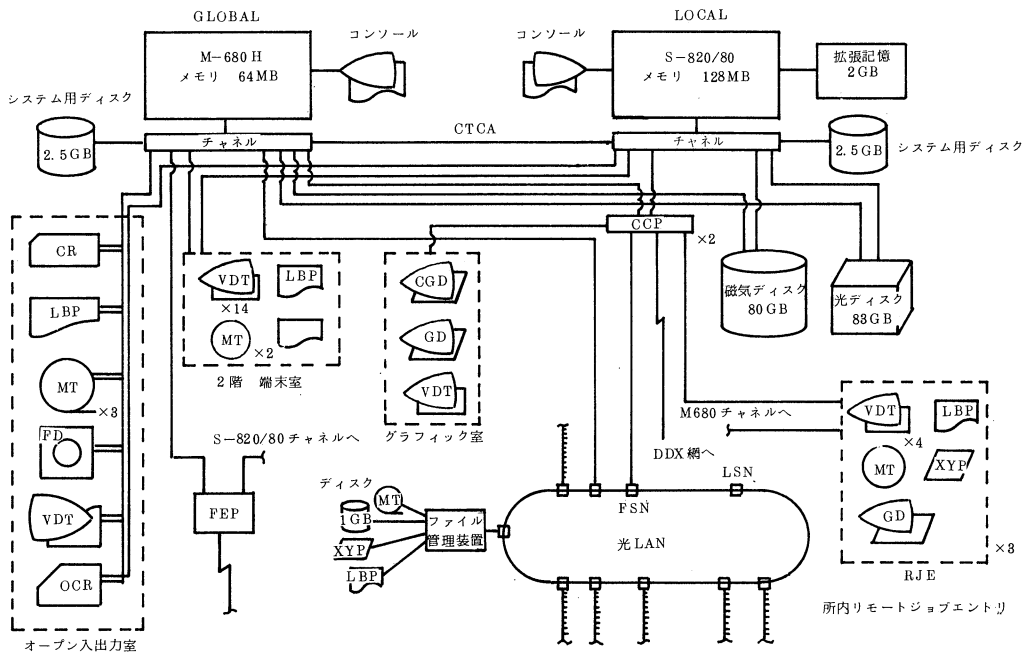 GLOBAL
LOCAL
M-680H
メモリ 64MB
コンソール
コンソール
S-820/80
メモリ 128MB
拡張記憶
2GB
システム用ディスク
2.5GB
チャネル
CTCA
チャネル
2.5GB
システム用ディスク
CCP
×2
CR
LBP
MT
×3
FD
VDT
OCR
オープン入出力室
VDT
×14
LBP
MT
×2
2階 端末室
CGD
GD
VDT
グラフィック室
磁気ディスク
80GB
光ディスク
83GB
S-820/80チャネルへ
FEP
M680チャネルへ
DDX網へ
LSN
FSN
光LAN
ディスク
1GB
MT
XYP
LBP
ファイル
管理装置
VDT
×4
LBP
MT
XYP
GD
×3
RJE
所内リモートジョブエントリ